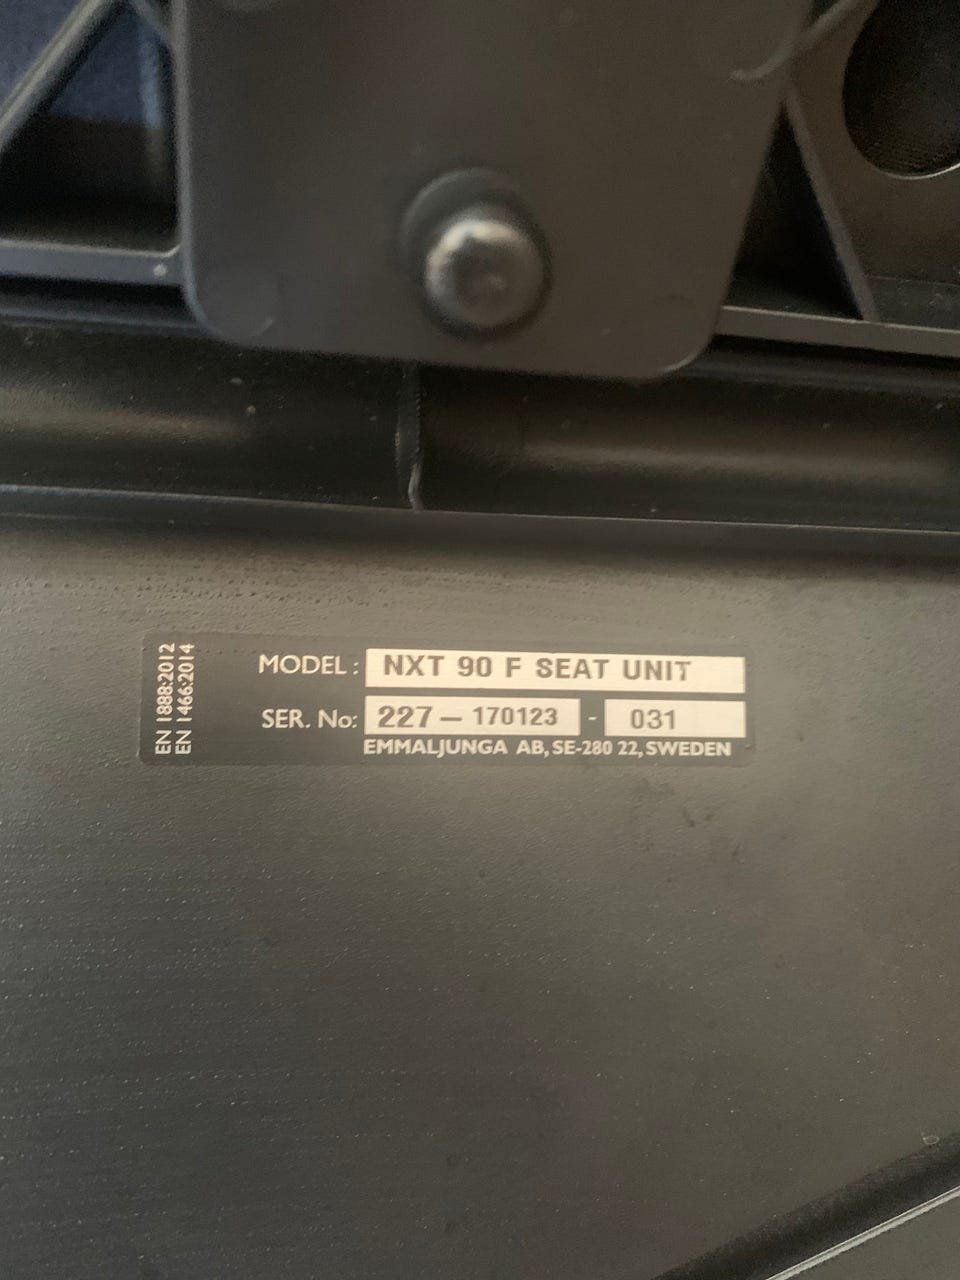 EN 1888:2012
EN 1466:2014
MODEL : NXT 90 F SEAT UNIT
SER. No: 227 – 170123 - 031
EMMALJUNGA AB, SE-280 22, SWEDEN